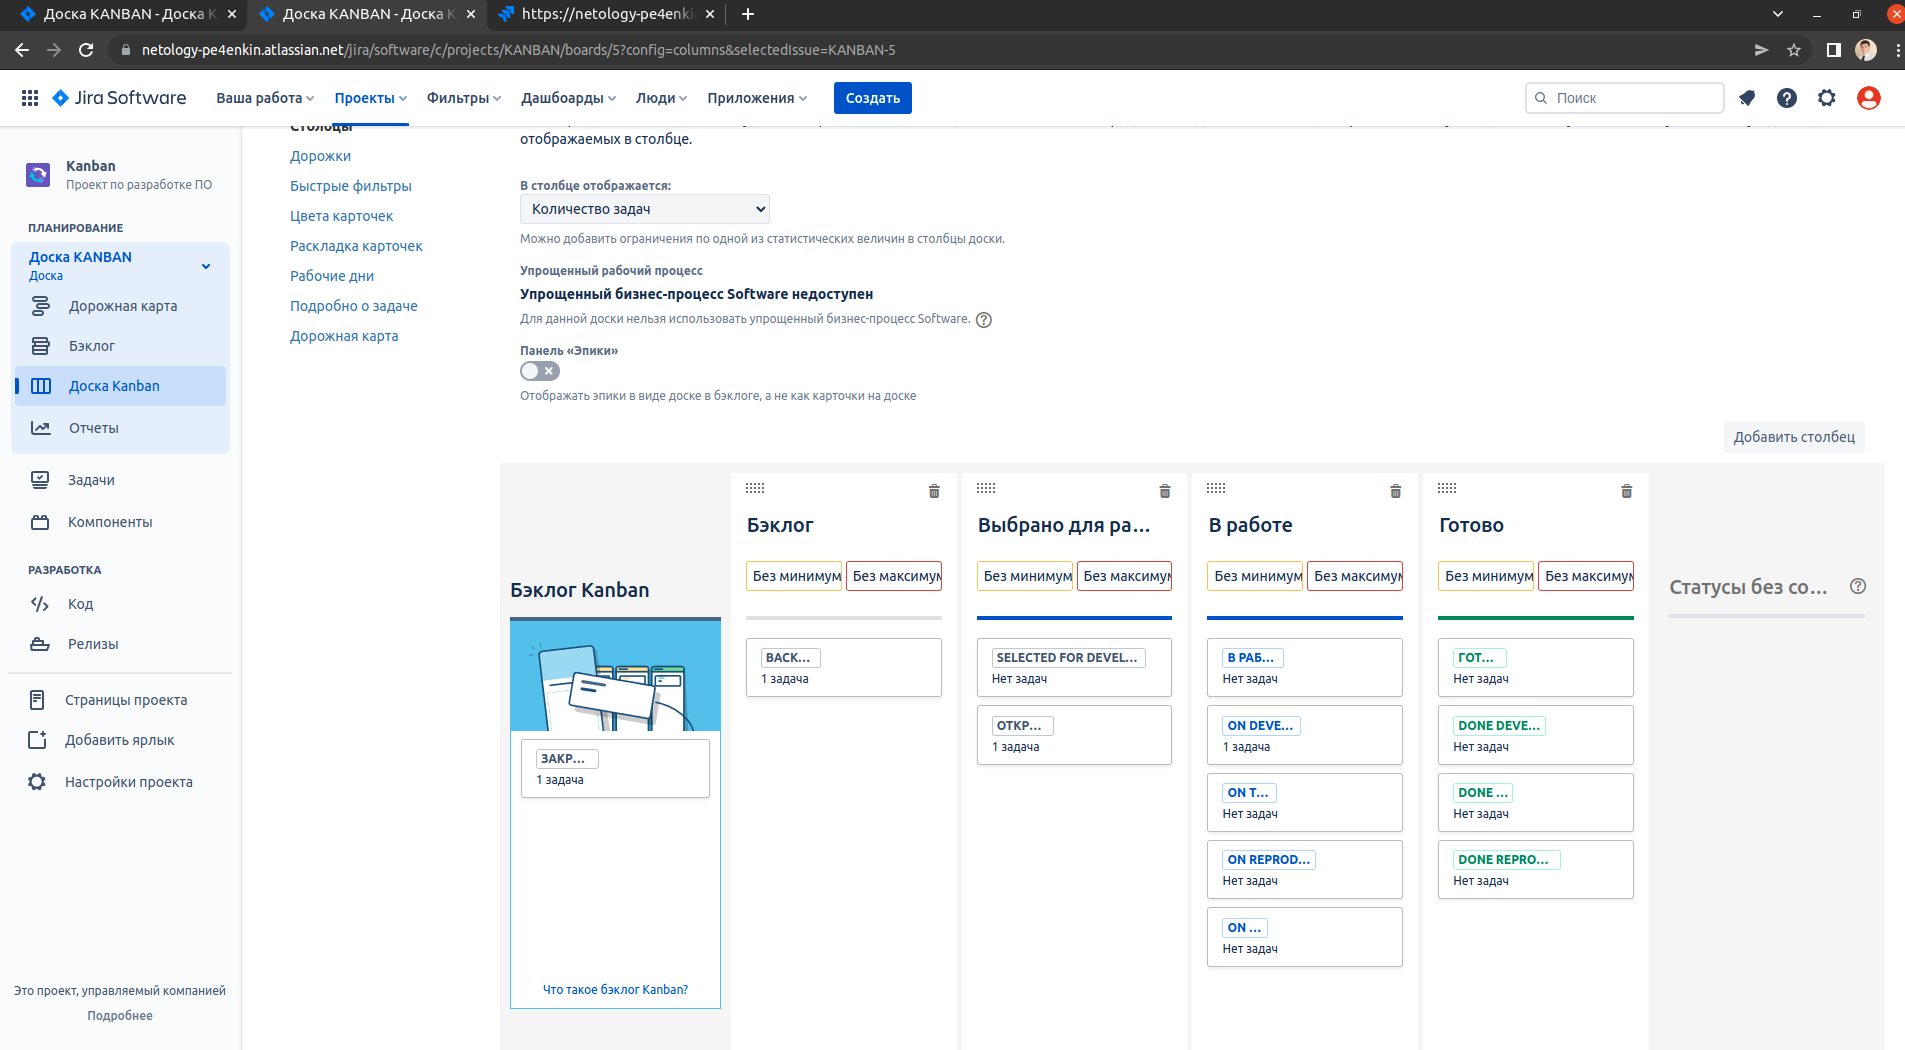 Доска KANBAN - Доска K
Доска KANBAN - Доска K
https://netology-pe4enki
netology-pe4enkin.atlassian.net/jira/software/c/projects/KANBAN/boards/5?config=columns&selectedIssue=KANBAN-5
Jira Software
Ваша работа
Проекты
Фильтры
Дашбоарды
Люди
Приложения
Создать
Поиск
Kanban
Проект по разработке ПО
ПЛАНИРОВАНИЕ
Доска KANBAN
Доска
Дорожная карта
Бэклог
Доска Kanban
Отчеты
Задачи
Компоненты
РАЗРАБОТКА
Код
Релизы
Страницы проекта
Добавить ярлык
Настройки проекта
Это проект, управляемый компанией
Подробнее
Столбцы
Дорожки
Быстрые фильтры
Цвета карточек
Раскладка карточек
Рабочие дни
Подробно о задаче
Дорожная карта
отображаемых в столбце.
В столбце отображается:
Количество задач
Можно добавить ограничения по одной из статистических величин в столбцы доски.
Упрощенный рабочий процесс
Упрощенный бизнес-процесс Software недоступен
Для данной доски нельзя использовать упрощенный бизнес-процесс Software.
Панель «Эпики»
Отображать эпики в виде доске в бэклоге, а не как карточки на доске
Добавить столбец
Бэклог Kanban
ЗАКР...
1 задача
Что такое бэклог Kanban?
Бэклог
Без минимум
Без максимум
BACK...
1 задача
Выбрано для ра...
Без минимум
Без максимум
SELECTED FOR DEVEL...
Нет задач
ОТКР...
1 задача
В работе
Без минимум
Без максимум
В РАБ...
Нет задач
ON DEVE...
1 задача
ON T...
Нет задач
ON REPROD...
Нет задач
ON ...
Нет задач
Готово
Без минимум
Без максимум
ГОТ...
Нет задач
DONE DEVE...
Нет задач
DONE ...
Нет задач
DONE REPRO...
Нет задач
Статусы без со...